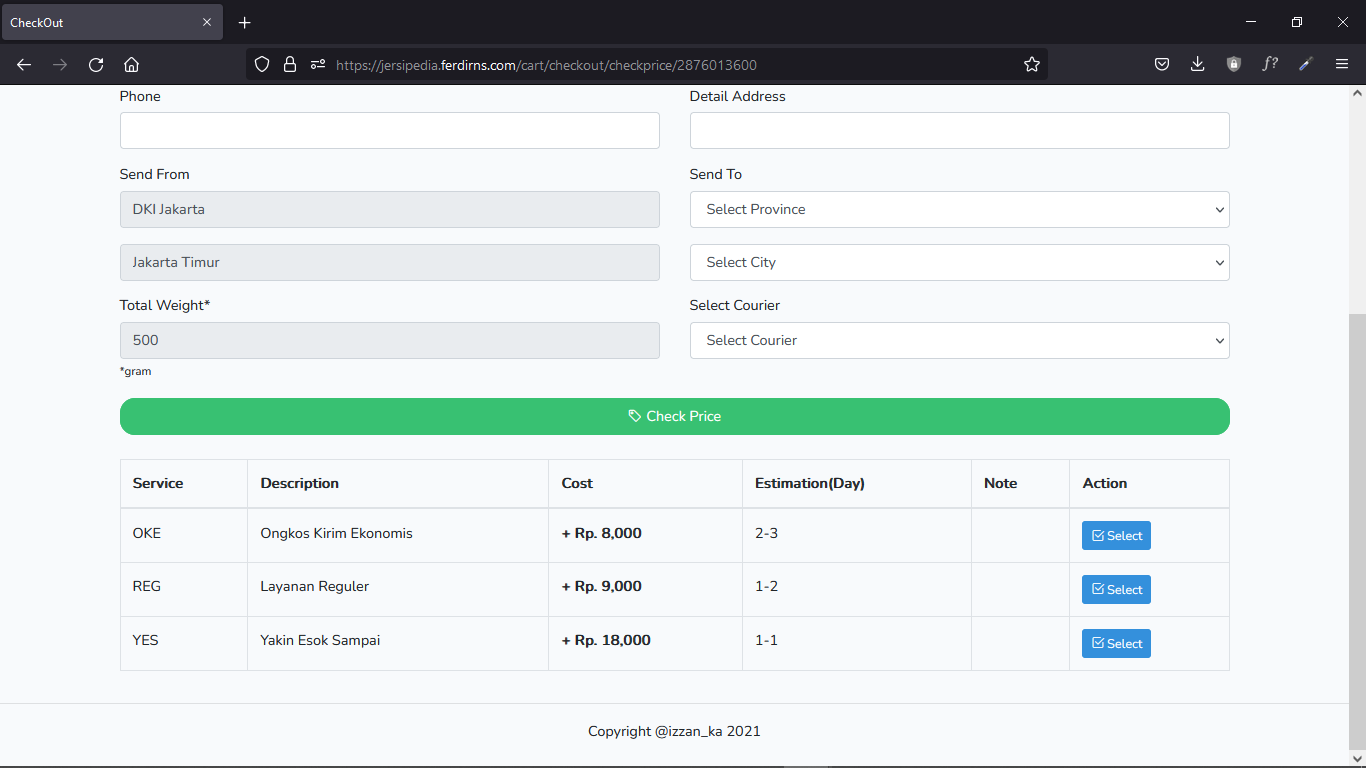 CheckOut
https://jersipedia.ferdirns.com/cart/checkout/checkprice/2876013600
Phone
Detail Address
Send From
Send To
DKI Jakarta
Select Province
Jakarta Timur
Select City
Total Weight*
Select Courier
500
Select Courier
*gram
Check Price
Service Description Cost Estimation(Day) Note Action
OKE Ongkos Kirim Ekonomis + Rp. 8,000 2-3 Select
REG Layanan Reguler + Rp. 9,000 1-2 Select
YES Yakin Esok Sampai + Rp. 18,000 1-1 Select
Copyright @izzan_ka 2021